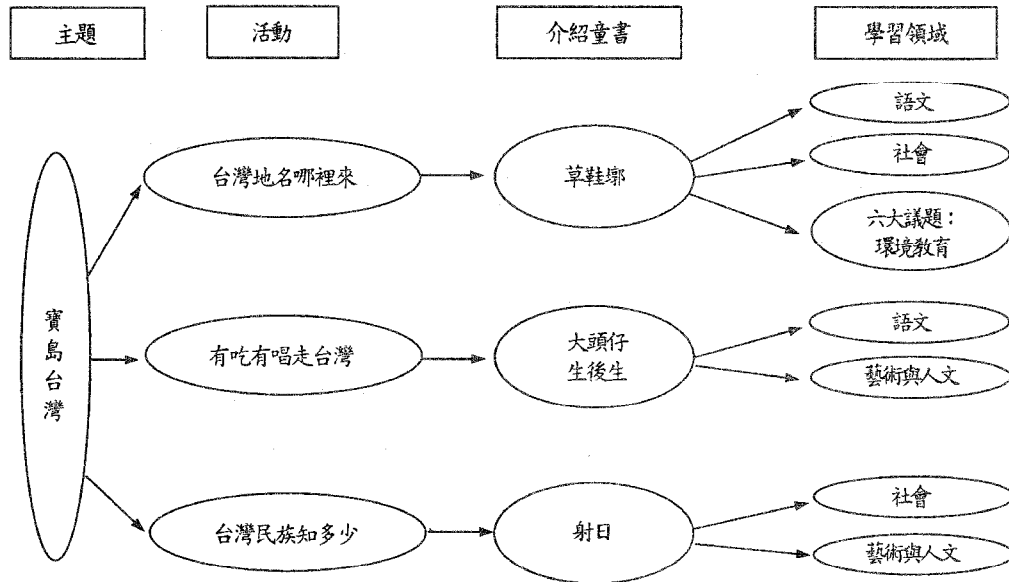 主題
活動
介紹童書
學習領域
寶島台灣
台灣地名哪裡來
草鞋墩
語文
社會
六大議題：
環境教育
有吃有唱走台灣
大頭仔
生後生
語文
藝術與人文
台灣民族知多少
射日
社會
藝術與人文